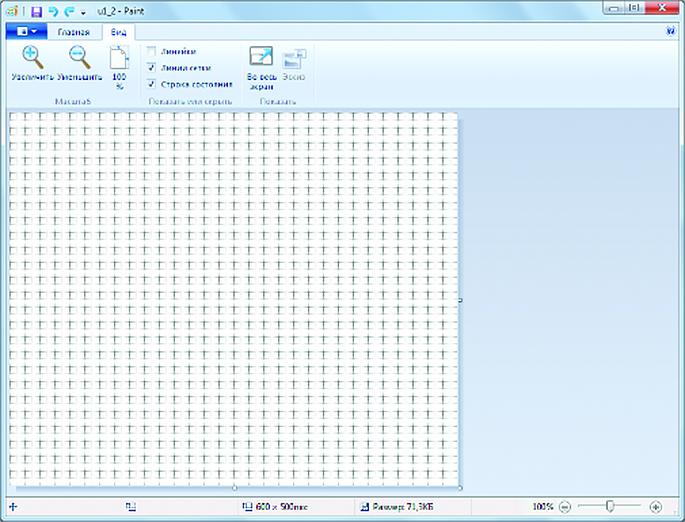 u1_2 - Paint
Главная Вид
Линейки
Линии сетки
Строка состояния
Увеличить Уменьшить 100 %
Во весь экран Эскиз
Масштаб Показать или скрыть Показать
600 × 500пкс Размер: 71,3КБ 100%